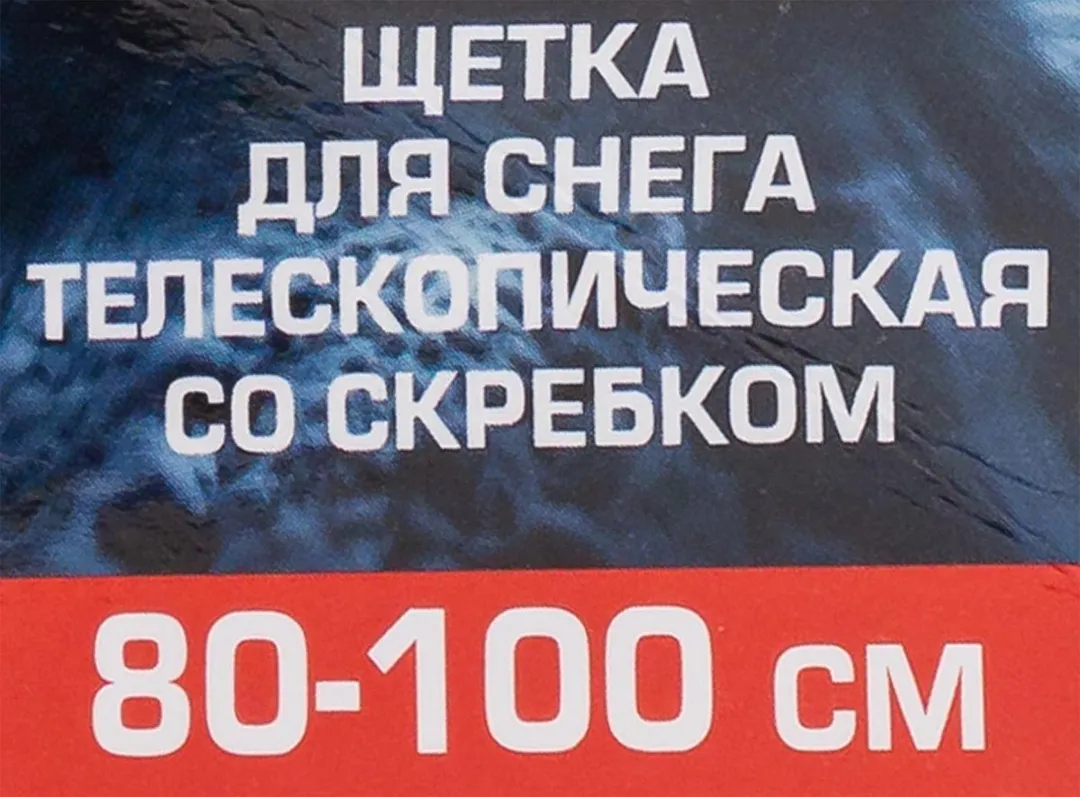 ЩЕТКА
ДЛЯ СНЕГА
ТЕЛЕСКОПИЧЕСКАЯ
СО СКРЕБКОМ
80-100 СМ